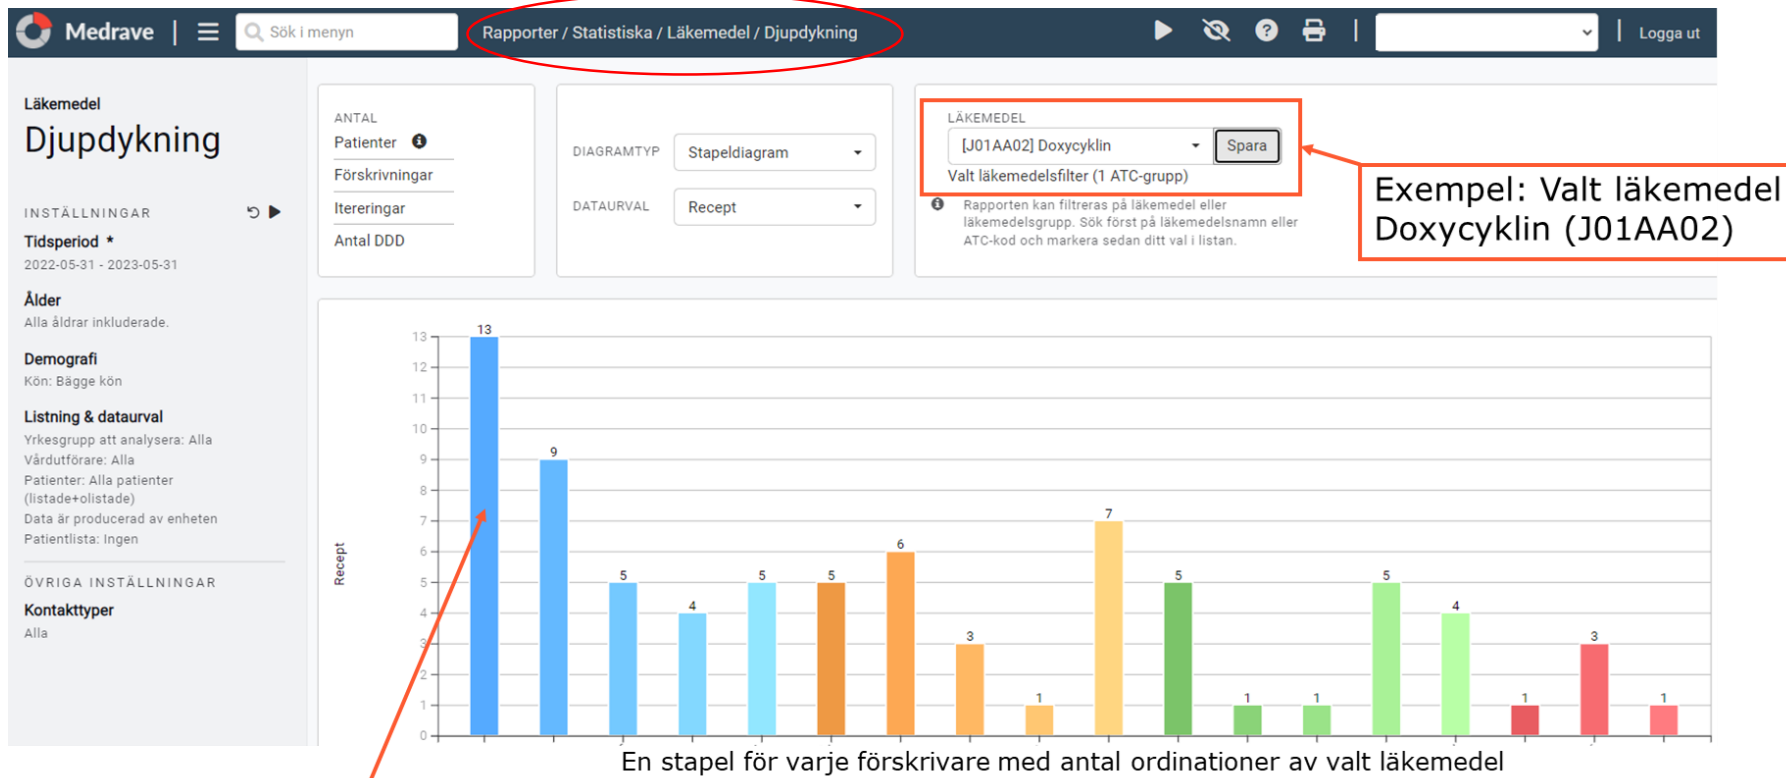 Medrave
Sök i menyn
Rapporter / Statistiska / Läkemedel / Djupdykning
Logga ut
Läkemedel
Djupdykning
INSTÄLLNINGAR
Tidsperiod *
2022-05-31 - 2023-05-31
Ålder
Alla åldrar inkluderade.
Demografi
Kön: Bägge kön
Listning & dataurval
Yrkesgrupp att analysera: Alla
Vårdutförare: Alla
Patienter: Alla patienter
(listade+olistade)
Data är producerad av enheten
Patientlista: Ingen
ÖVRIGA INSTÄLLNINGAR
Kontakttyper
Alla
ANTAL
Patienter
Förskrivningar
Itereringar
Antal DDD
DIAGRAMTYP Stapeldiagram
DATAURVAL Recept
LÄKEMEDEL
[J01AA02] Doxycyklin Spara
Valt läkemedelsfilter (1 ATC-grupp)
Rapporten kan filtreras på läkemedel eller
läkemedelsgrupp. Sök först på läkemedelsnamn eller
ATC-kod och markera sedan ditt val i listan.
Exempel: Valt läkemedel
Doxycyklin (J01AA02)
Recept
13
12
11
10
9
8
7
6
5
4
3
2
1
0
13 9 5 4 5 5 6 3 1 7 5 1 1 5 4 1 3 1
En stapel för varje förskrivare med antal ordinationer av valt läkemedel